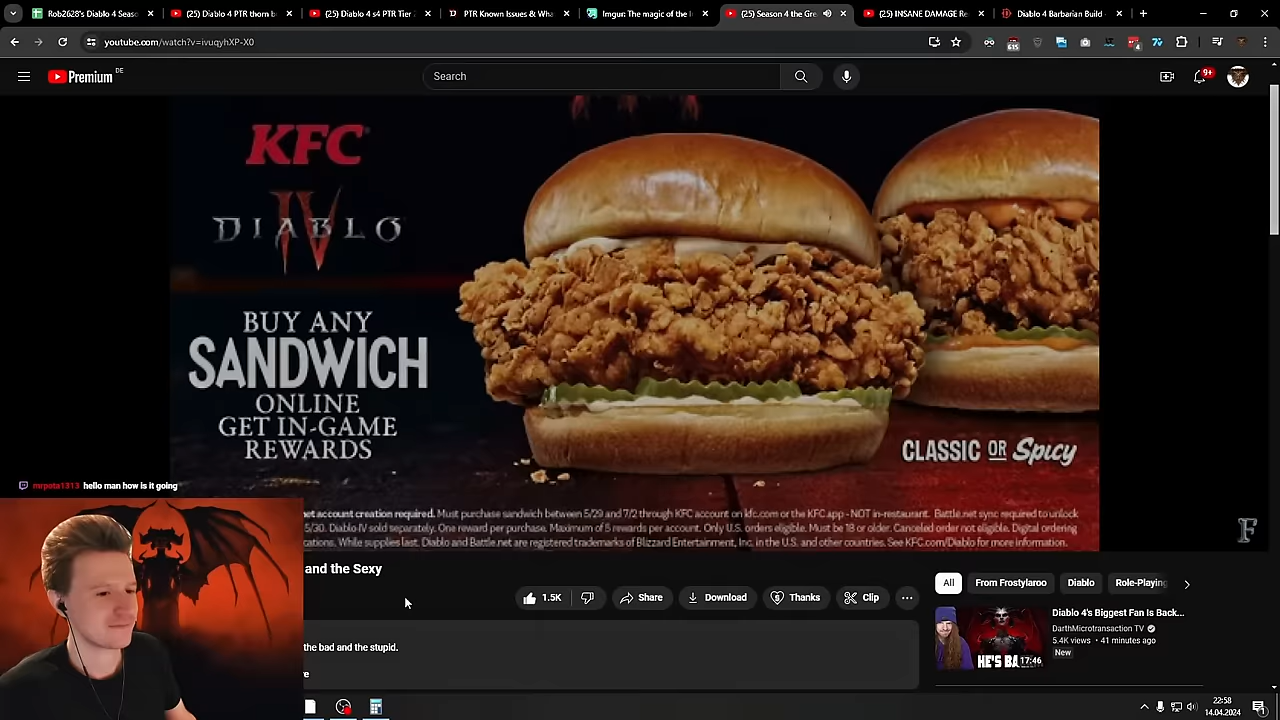 Rob2628's Diablo 4 Seaso
(25) Diablo 4 PTR thorn b
(25) Diablo 4 s4 PTR Tier
PTR Known Issues & Wha
Imgur: The magic of the I
(25) Season 4 the Gre
(25) INSANE DAMAGE Re
Diablo 4 Barbarian Build
youtube.com/watch?v=ivuqyhXP-X0
615
4
Premium DE
Search
9+
KFC
DIABLO
IV
BUY ANY
SANDWICH
ONLINE
GET IN-GAME
REWARDS
CLASSIC OR Spicy
mrpata1313 hello man how is it going
net account creation required. Must purchase sandwich between 5/29 and 7/2 through KFC account on kfc.com or the KFC app - NOT in-restaurant. Battle.net sync required to unlock
5/30. Diablo IV sold separately. One reward per purchase. Maximum of 5 rewards per account. Only U.S. orders eligible. Must be 18 or older. Canceled order not eligible. Digital ordering
cations. While supplies last. Diablo and Battle.net are registered trademarks of Blizzard Entertainment, Inc. in the U.S. and other countries. See KFC.com/Diablo for more information.
F
and the Sexy
1.5K
Share
Download
Thanks
Clip
the bad and the stupid.
re
All
From Frostylaroo
Diablo
Role-Playing
Diablo 4's Biggest Fan Is Back...
DarthMicrotransaction TV
5.4K views • 41 minutes ago
New
HE'S BA
17:46
22:58
14.04.2024
1